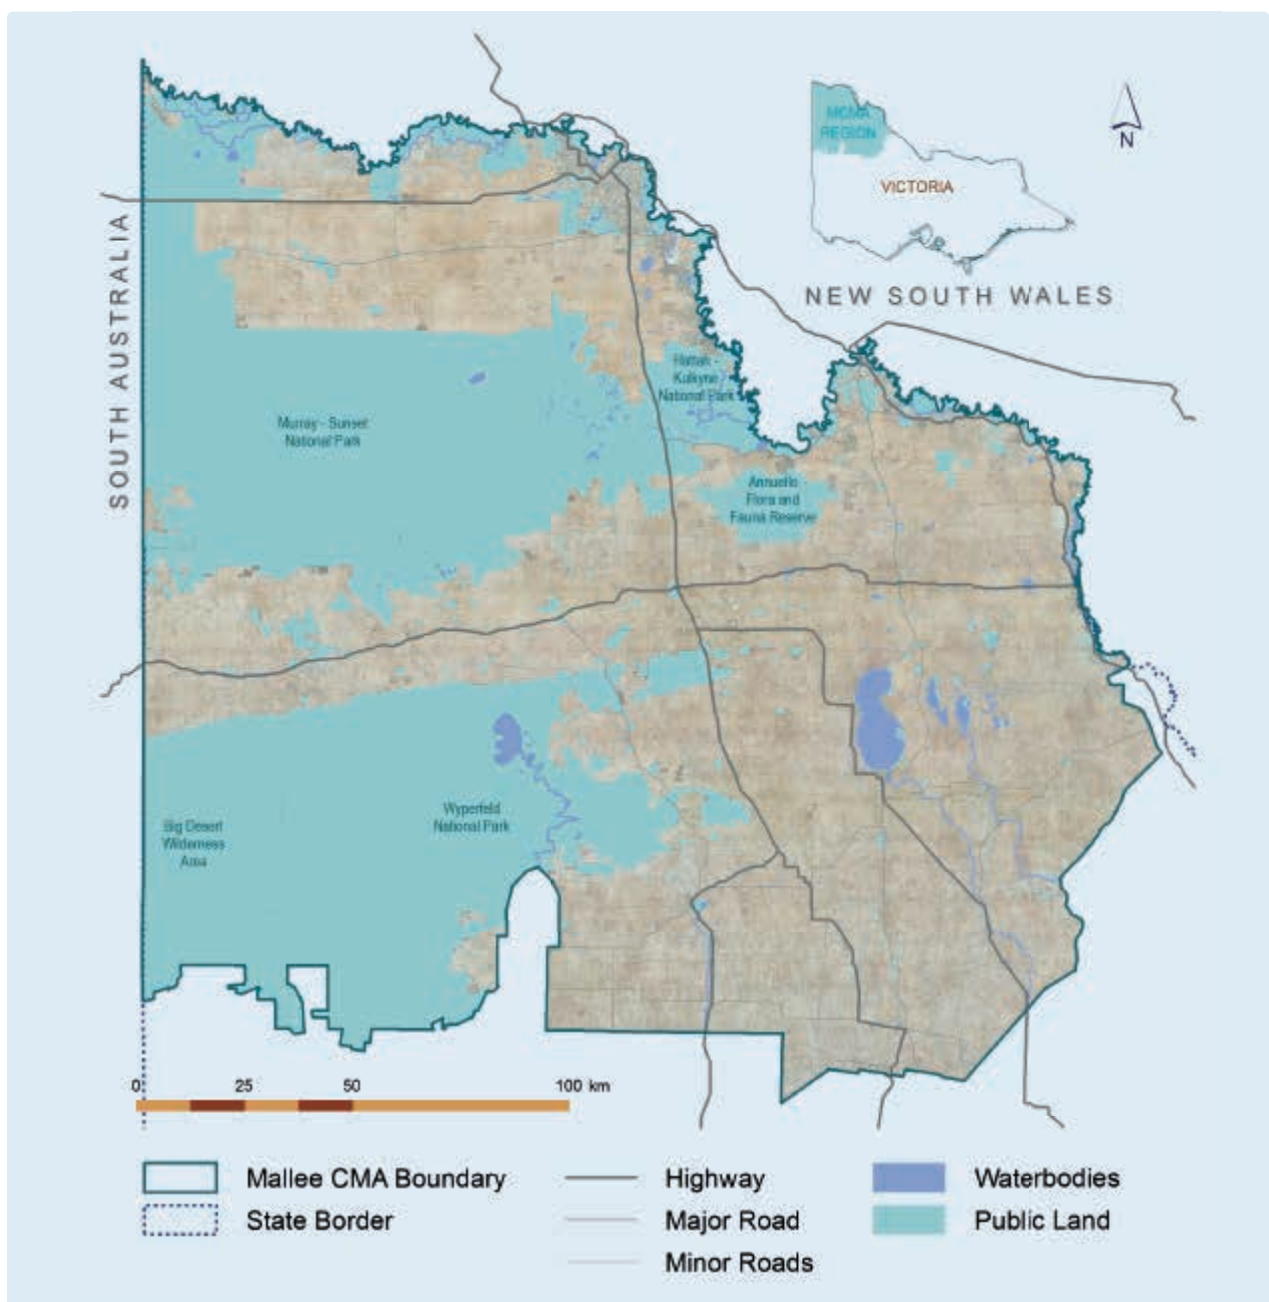 MCMA
REGION
VICTORIA
N
SOUTH AUSTRALIA
NEW SOUTH WALES
Hattah -
Kulkyne
National Park
Murray - Sunset
National Park
Annuello
Flora and
Fauna Reserve
Wyperfeld
National Park
Big Desert
Wilderness
Area
0 25 50 100 km
Mallee CMA Boundary
State Border
Highway
Major Road
Minor Roads
Waterbodies
Public Land